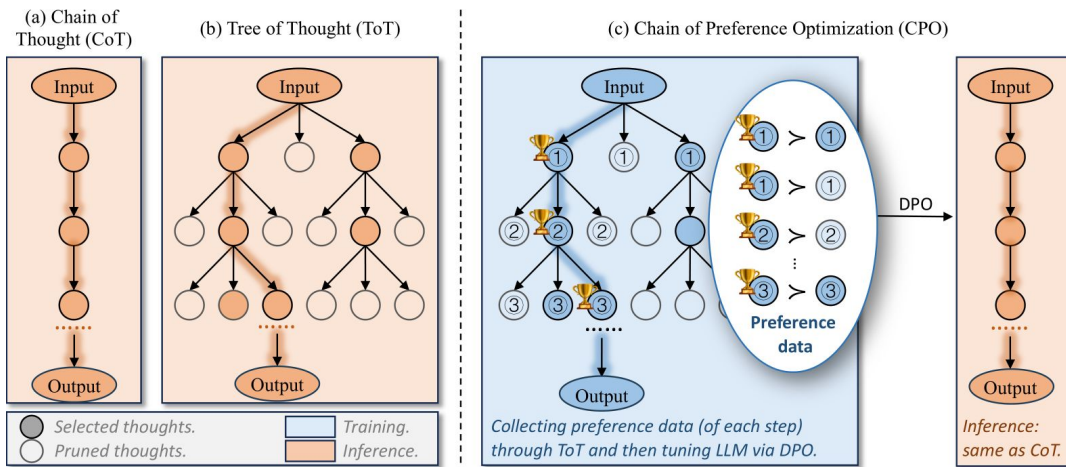 (a) Chain of
Thought (CoT)
(b) Tree of Thought (ToT)
(c) Chain of Preference Optimization (CPO)
Input
Output
Input
Output
Input
①
①
①
②
②
②
③
③
③
......
Output
① ≻ ①
① ≻ ①
② ≻ ②
⋮
③ ≻ ③
Preference
data
DPO
Input
Output
Selected thoughts.
Pruned thoughts.
Training.
Inference.
Collecting preference data (of each step)
through ToT and then tuning LLM via DPO.
Inference:
same as CoT.